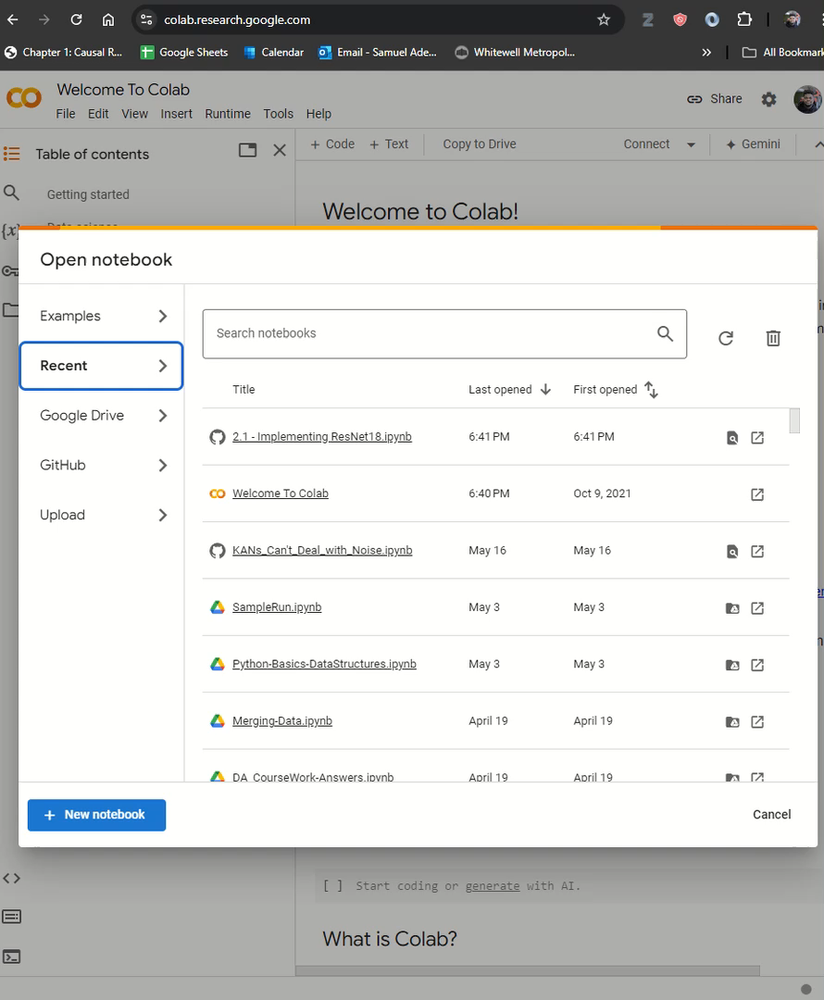 colab.research.google.com
Chapter 1: Causal R... Google Sheets Calendar Email - Samuel Ade... Whitewell Metropol... » All Bookmark
Welcome To Colab
File Edit View Insert Runtime Tools Help
Share
Table of contents
+ Code + Text Copy to Drive Connect Gemini
Getting started
Welcome to Colab!
Open notebook
Examples
Recent
Google Drive
GitHub
Upload
Search notebooks
Title Last opened First opened
2.1 - Implementing ResNet18.ipynb 6:41 PM 6:41 PM
Welcome To Colab 6:40 PM Oct 9, 2021
KANs_Can't_Deal_with_Noise.ipynb May 16 May 16
SampleRun.ipynb May 3 May 3
Python-Basics-DataStructures.ipynb May 3 May 3
Merging-Data.ipynb April 19 April 19
DA_CourseWork-Answers.ipynb April 19 April 19
+ New notebook
Cancel
[ ] Start coding or generate with AI.
What is Colab?